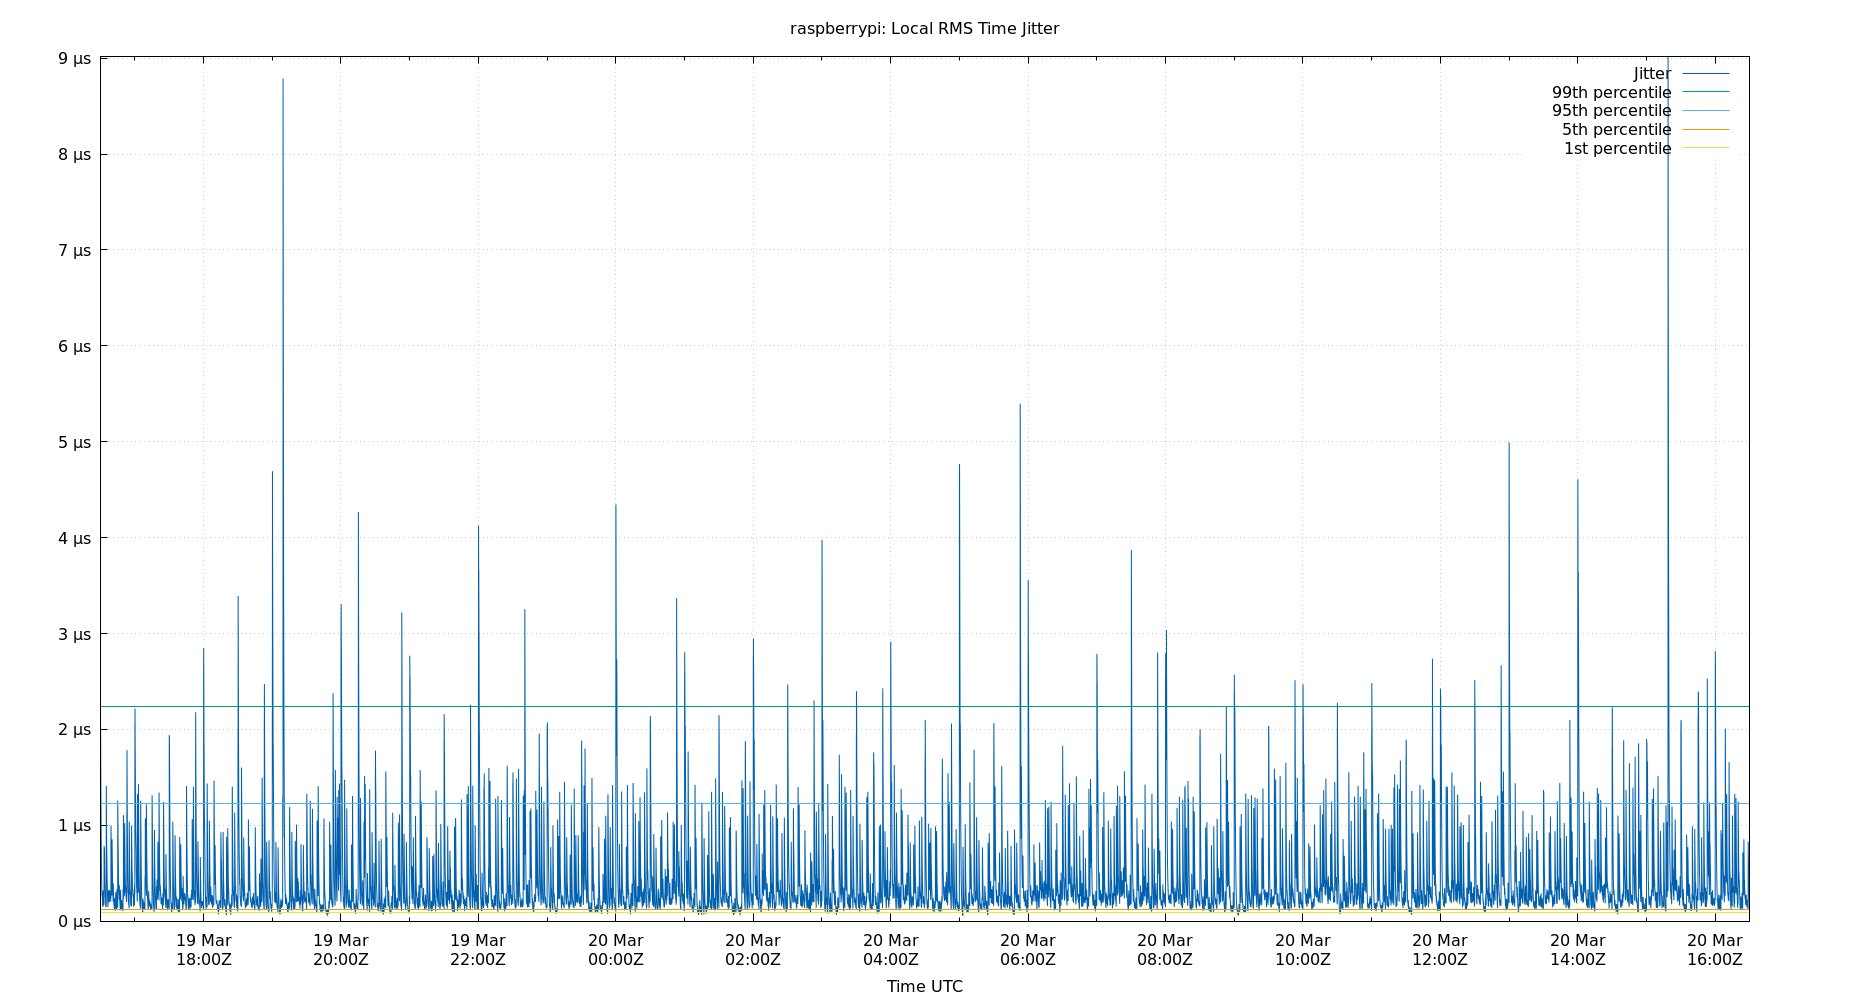 raspberrypi: Local RMS Time Jitter
9 µs
8 µs
7 µs
6 µs
5 µs
4 µs
3 µs
2 µs
1 µs
0 µs
Jitter
99th percentile
95th percentile
5th percentile
1st percentile
19 Mar
18:00Z
19 Mar
20:00Z
19 Mar
22:00Z
20 Mar
00:00Z
20 Mar
02:00Z
20 Mar
04:00Z
20 Mar
06:00Z
20 Mar
08:00Z
20 Mar
10:00Z
20 Mar
12:00Z
20 Mar
14:00Z
20 Mar
16:00Z
Time UTC